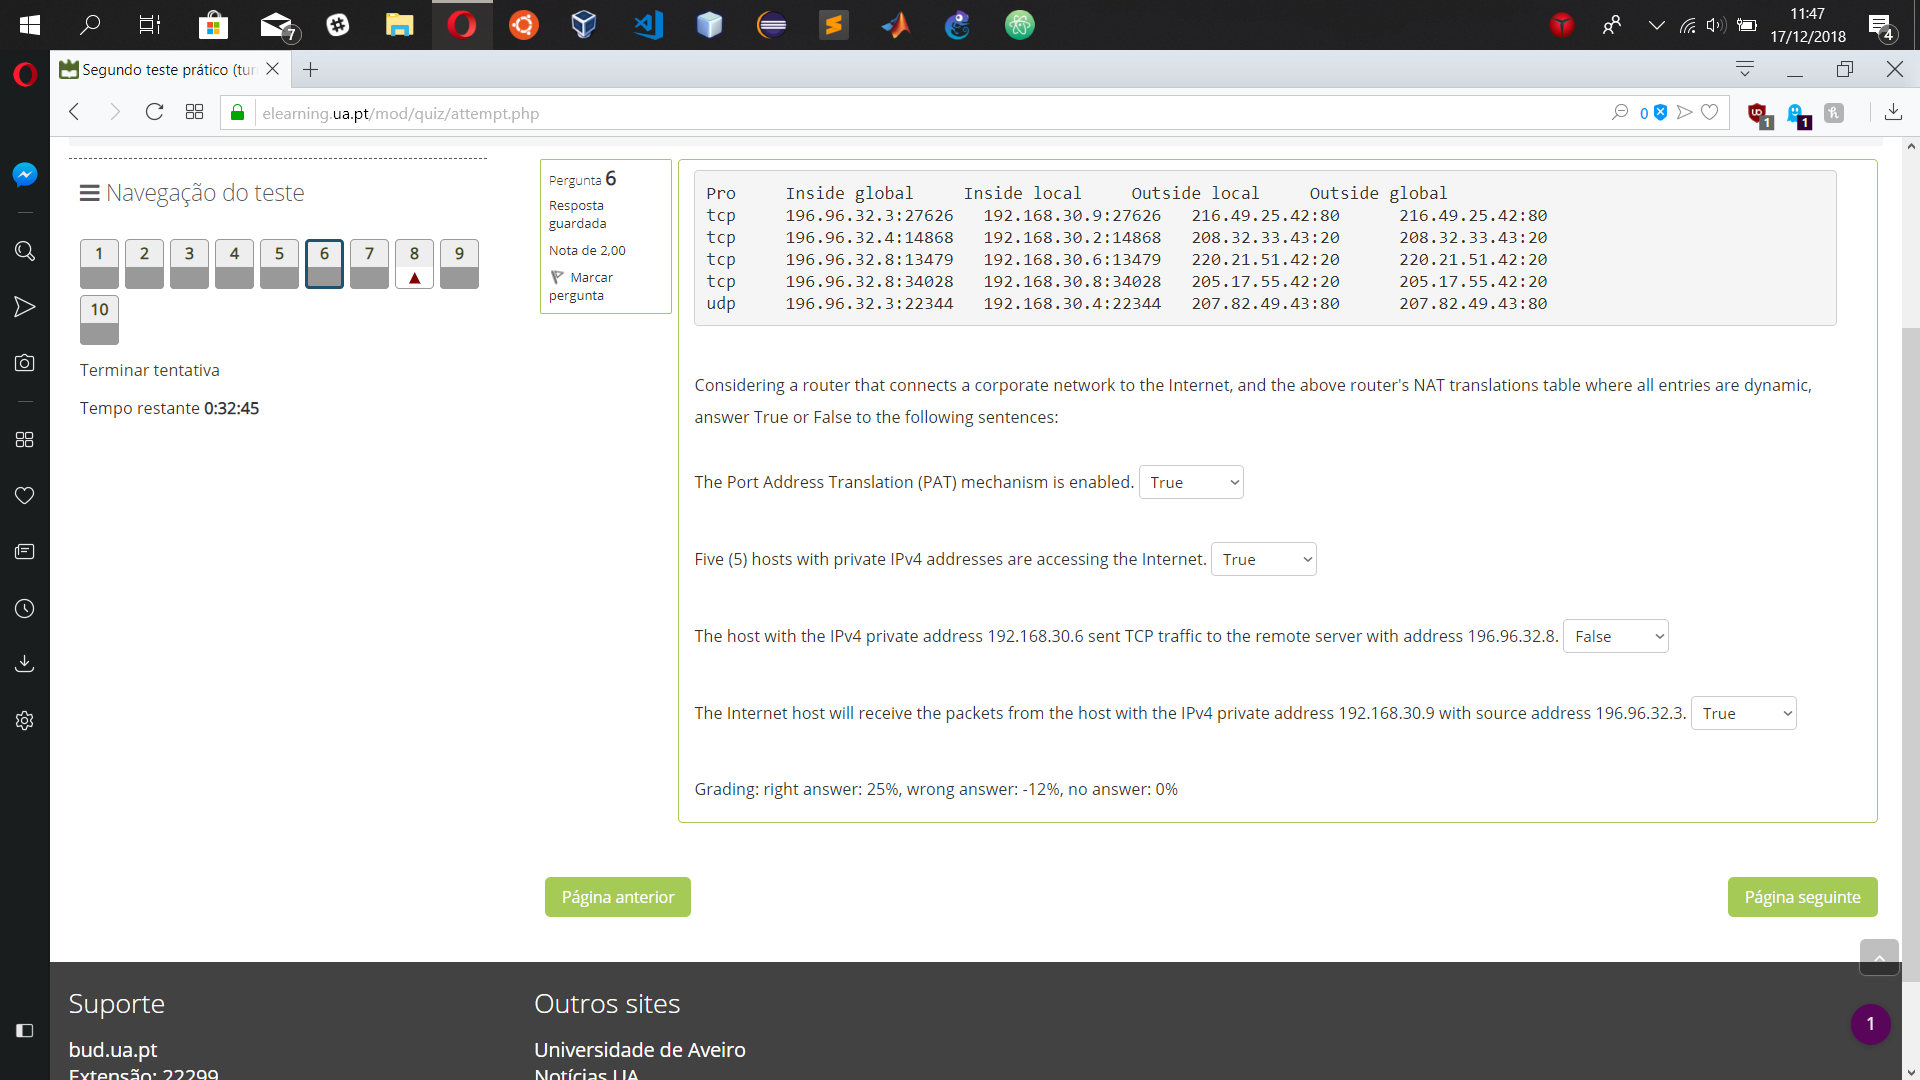 7
11:47
17/12/2018
4
Segundo teste prático (tur
elearning.ua.pt/mod/quiz/attempt.php
0
1
1
Navegação do teste
1 2 3 4 5 6 7 8 9
10
Terminar tentativa
Tempo restante 0:32:45
Pergunta 6
Resposta
guardada
Nota de 2,00
Marcar
pergunta
Pro Inside global Inside local Outside local Outside global
tcp 196.96.32.3:27626 192.168.30.9:27626 216.49.25.42:80 216.49.25.42:80
tcp 196.96.32.4:14868 192.168.30.2:14868 208.32.33.43:20 208.32.33.43:20
tcp 196.96.32.8:13479 192.168.30.6:13479 220.21.51.42:20 220.21.51.42:20
tcp 196.96.32.8:34028 192.168.30.8:34028 205.17.55.42:20 205.17.55.42:20
udp 196.96.32.3:22344 192.168.30.4:22344 207.82.49.43:80 207.82.49.43:80
Considering a router that connects a corporate network to the Internet, and the above router's NAT translations table where all entries are dynamic,
answer True or False to the following sentences:
The Port Address Translation (PAT) mechanism is enabled. True
Five (5) hosts with private IPv4 addresses are accessing the Internet. True
The host with the IPv4 private address 192.168.30.6 sent TCP traffic to the remote server with address 196.96.32.8. False
The Internet host will receive the packets from the host with the IPv4 private address 192.168.30.9 with source address 196.96.32.3. True
Grading: right answer: 25%, wrong answer: -12%, no answer: 0%
Página anterior
Página seguinte
Suporte
bud.ua.pt
Extensão: 22299
Outros sites
Universidade de Aveiro
Notícias UA
1